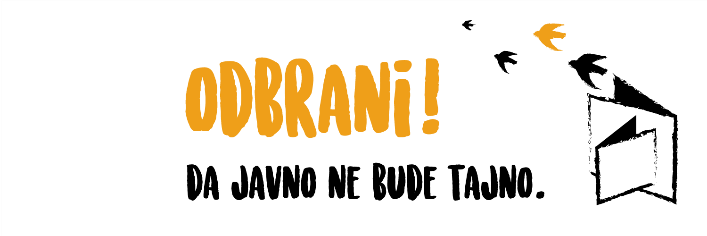 ODBRANi!
DA JAVNO NE BUDE TAJNO.